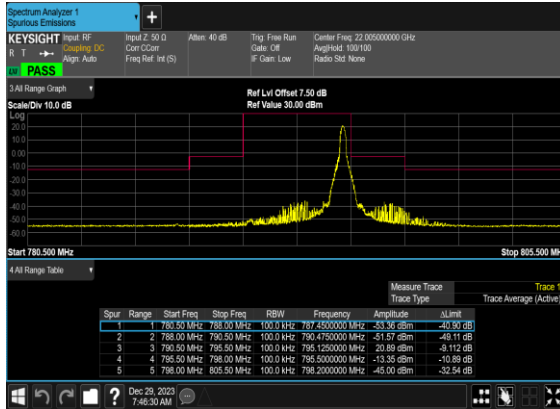 Spectrum Analyzer 1
Spurious Emissions
+
KEYSIGHT Input: RF Input Z: 50 Ω Atten: 40 dB Trig: Free Run Center Freq: 22.005000000 GHz
R T Coupling: DC Corr CCorr Gate: Off Avg|Hold: 100/100
Align: Auto Freq Ref: Int (S) IF Gain: Low Radio Std: None
PASS
3 All Range Graph
Ref Lvl Offset 7.50 dB
Scale/Div 10.0 dB Ref Value 30.00 dBm
Log
20.0
10.0
0.00
-10.0
-20.0
-30.0
-40.0
-50.0
-60.0
Start 780.500 MHz Stop 805.500 MH
4 All Range Table
Measure Trace Trace 1
Trace Type Trace Average (Active)
Spur Range Start Freq Stop Freq RBW Frequency Amplitude ΔLimit
1 1 780.50 MHz 788.00 MHz 100.0 kHz 787.4500000 MHz -53.36 dBm -40.90 dB
2 2 788.00 MHz 790.50 MHz 100.0 kHz 790.4750000 MHz -51.57 dBm -49.11 dB
3 3 790.50 MHz 795.50 MHz 100.0 kHz 795.1250000 MHz 20.89 dBm -9.112 dB
4 4 795.50 MHz 798.00 MHz 100.0 kHz 795.5000000 MHz -13.35 dBm -10.89 dB
5 5 798.00 MHz 805.50 MHz 100.0 kHz 798.2000000 MHz -45.00 dBm -32.54 dB
? Dec 29, 2023
7:46:30 AM